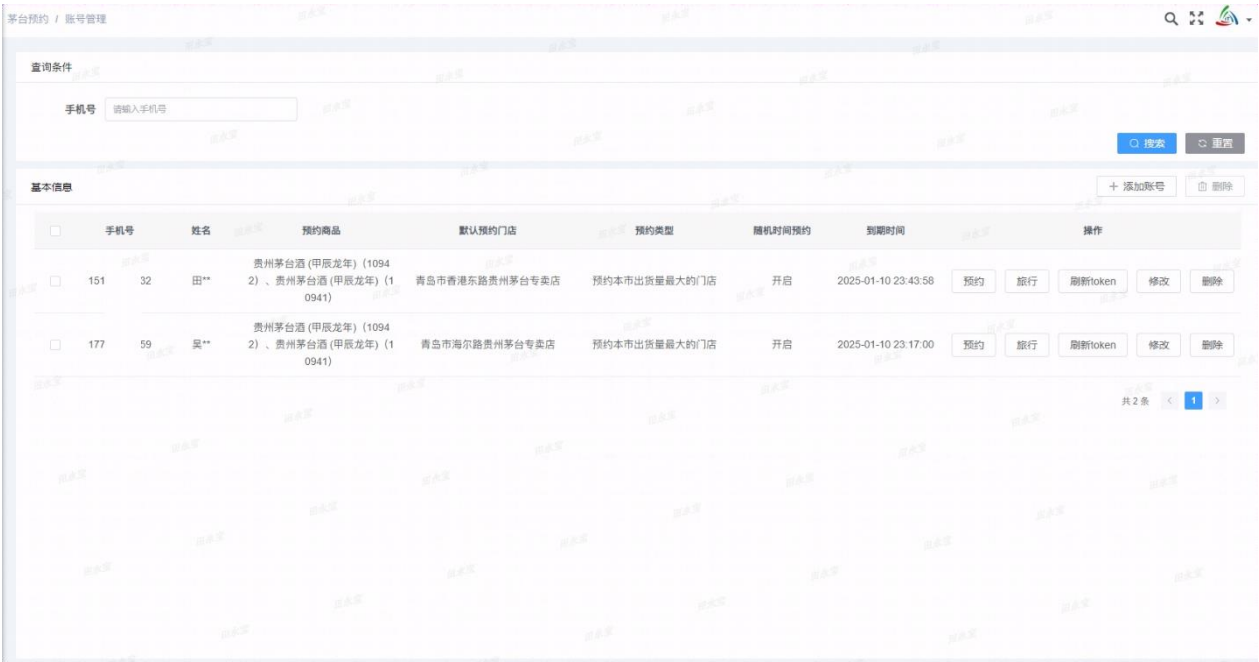 茅台预约 / 账号管理
查询条件
手机号 请输入手机号
搜索 重置
基本信息 + 添加账号 删除
手机号 姓名 预约商品 默认预约门店 预约类型 随机时间预约 到期时间 操作
贵州茅台酒 (甲辰龙年)（1094
151 32 田** 2）、贵州茅台酒 (甲辰龙年)（1 青岛市香港东路贵州茅台专卖店 预约本市出货量最大的门店 开启 2025-01-10 23:43:58 预约 旅行 刷新token 修改 删除
0941)
贵州茅台酒 (甲辰龙年)（1094
177 59 吴** 2）、贵州茅台酒 (甲辰龙年)（1 青岛市海尔路贵州茅台专卖店 预约本市出货量最大的门店 开启 2025-01-10 23:17:00 预约 旅行 刷新token 修改 删除
0941)
共 2 条 < 1 >